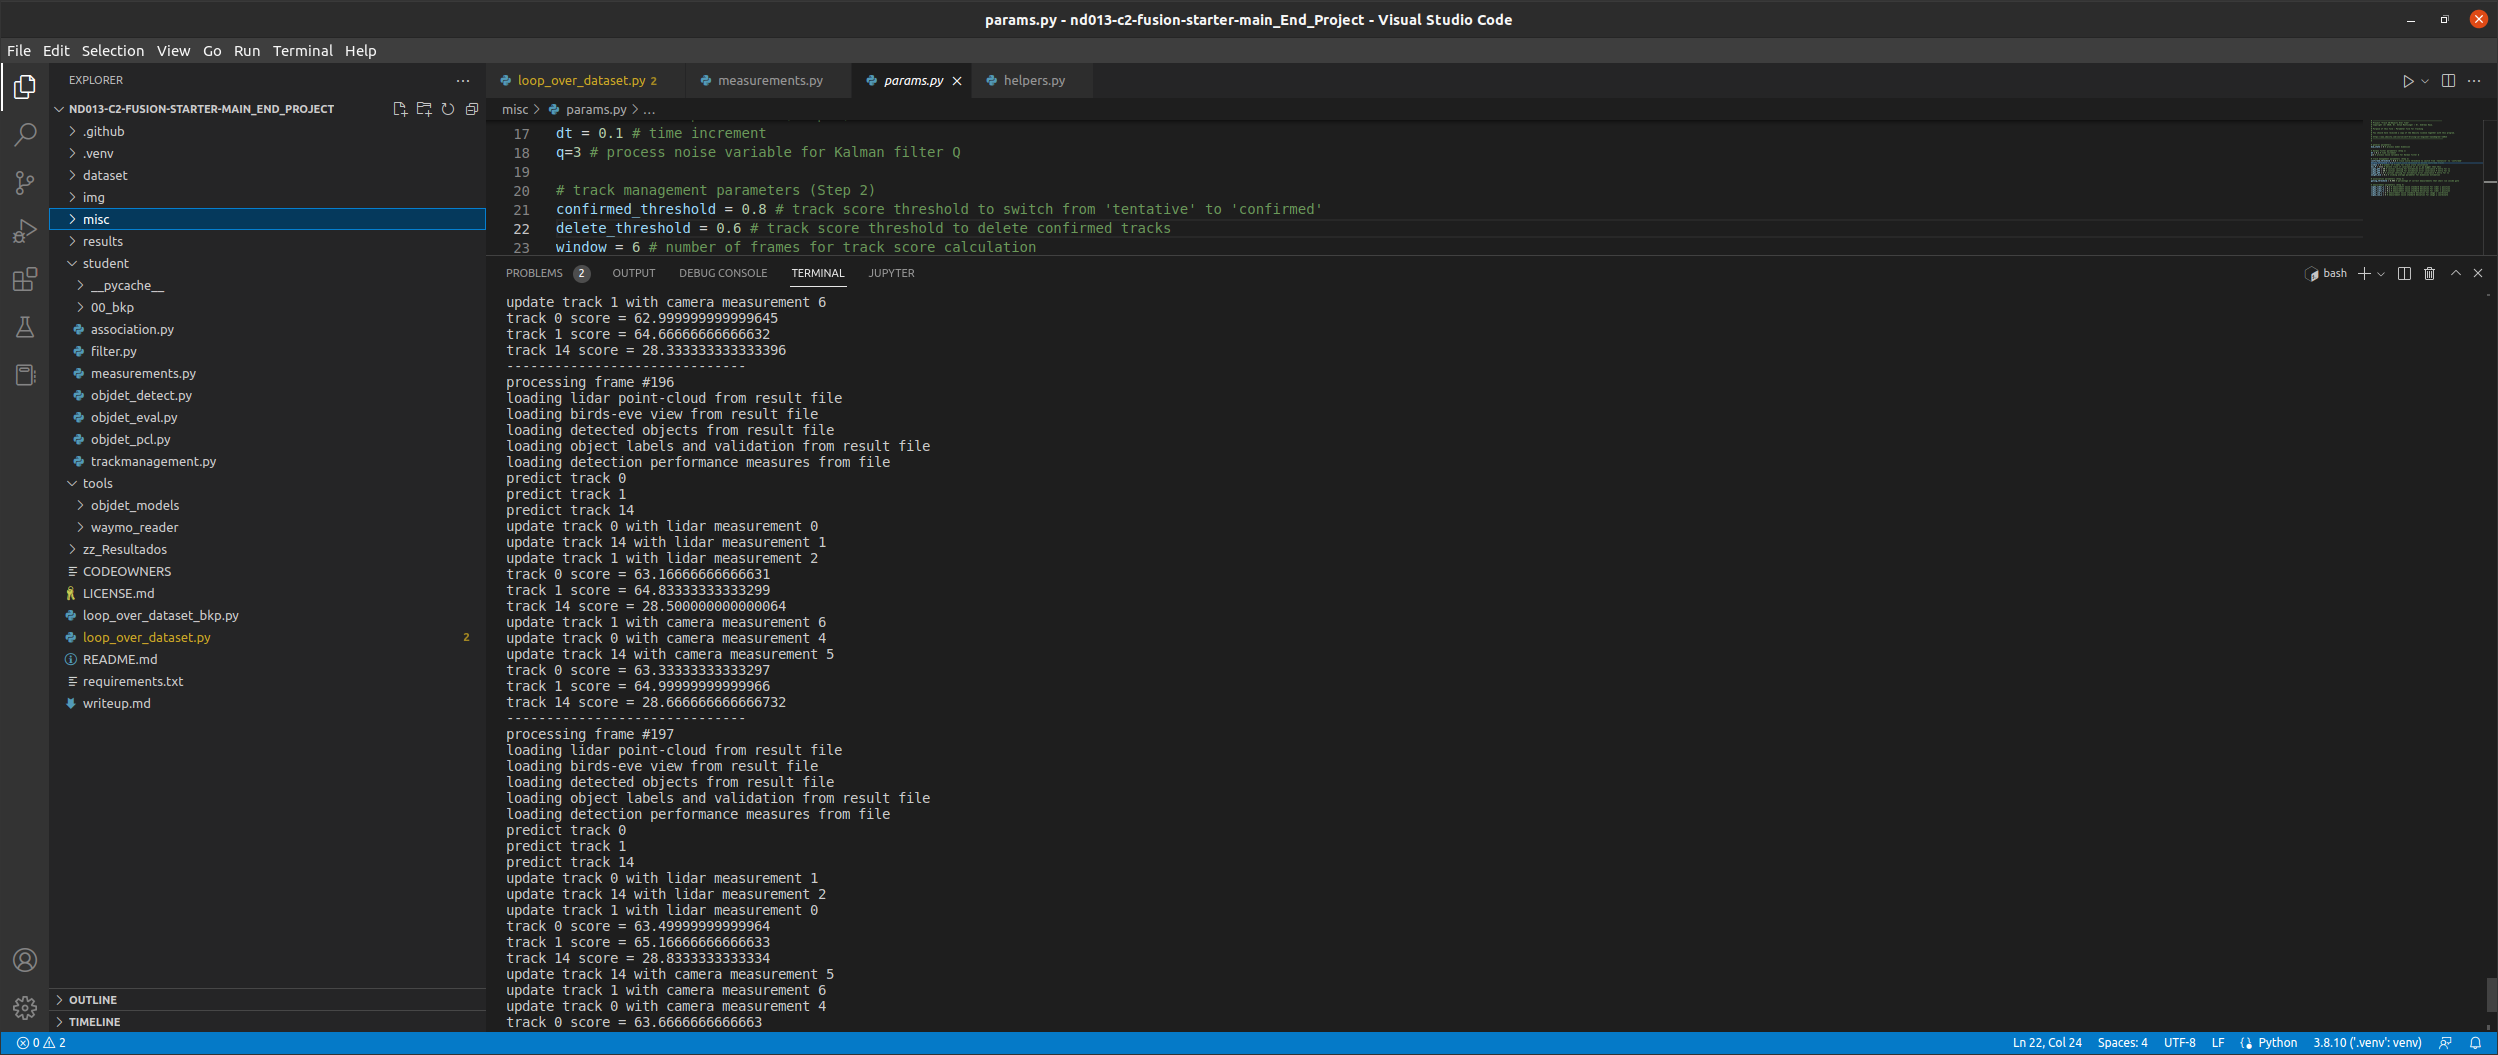 params.py - nd013-c2-fusion-starter-main_End_Project - Visual Studio Code
File Edit Selection View Go Run Terminal Help
EXPLORER
ND013-C2-FUSION-STARTER-MAIN_END_PROJECT
.github
.venv
dataset
img
misc
results
student
__pycache__
00_bkp
association.py
filter.py
measurements.py
objdet_detect.py
objdet_eval.py
objdet_pcl.py
trackmanagement.py
tools
objdet_models
waymo_reader
zz_Resultados
CODEOWNERS
LICENSE.md
loop_over_dataset_bkp.py
loop_over_dataset.py 2
README.md
requirements.txt
writeup.md
OUTLINE
TIMELINE
loop_over_dataset.py 2 measurements.py params.py helpers.py
misc > params.py > ...
17 dt = 0.1 # time increment
18 q=3 # process noise variable for Kalman filter Q
19
20 # track management parameters (Step 2)
21 confirmed_threshold = 0.8 # track score threshold to switch from 'tentative' to 'confirmed'
22 delete_threshold = 0.6 # track score threshold to delete confirmed tracks
23 window = 6 # number of frames for track score calculation
PROBLEMS 2 OUTPUT DEBUG CONSOLE TERMINAL JUPYTER bash
update track 1 with camera measurement 6
track 0 score = 62.999999999999645
track 1 score = 64.66666666666632
track 14 score = 28.333333333333396
------------------------------
processing frame #196
loading lidar point-cloud from result file
loading birds-eye view from result file
loading detected objects from result file
loading object labels and validation from result file
loading detection performance measures from file
predict track 0
predict track 1
predict track 14
update track 0 with lidar measurement 0
update track 14 with lidar measurement 1
update track 1 with lidar measurement 2
track 0 score = 63.16666666666631
track 1 score = 64.83333333333299
track 14 score = 28.500000000000064
update track 1 with camera measurement 6
update track 0 with camera measurement 4
update track 14 with camera measurement 5
track 0 score = 63.33333333333297
track 1 score = 64.99999999999966
track 14 score = 28.666666666666732
------------------------------
processing frame #197
loading lidar point-cloud from result file
loading birds-eye view from result file
loading detected objects from result file
loading object labels and validation from result file
loading detection performance measures from file
predict track 0
predict track 1
predict track 14
update track 0 with lidar measurement 1
update track 14 with lidar measurement 2
update track 1 with lidar measurement 0
track 0 score = 63.49999999999964
track 1 score = 65.16666666666633
track 14 score = 28.8333333333334
update track 14 with camera measurement 5
update track 1 with camera measurement 6
update track 0 with camera measurement 4
track 0 score = 63.6666666666663
0 2 Ln 22, Col 24 Spaces: 4 UTF-8 LF Python 3.8.10 ('.venv': venv)